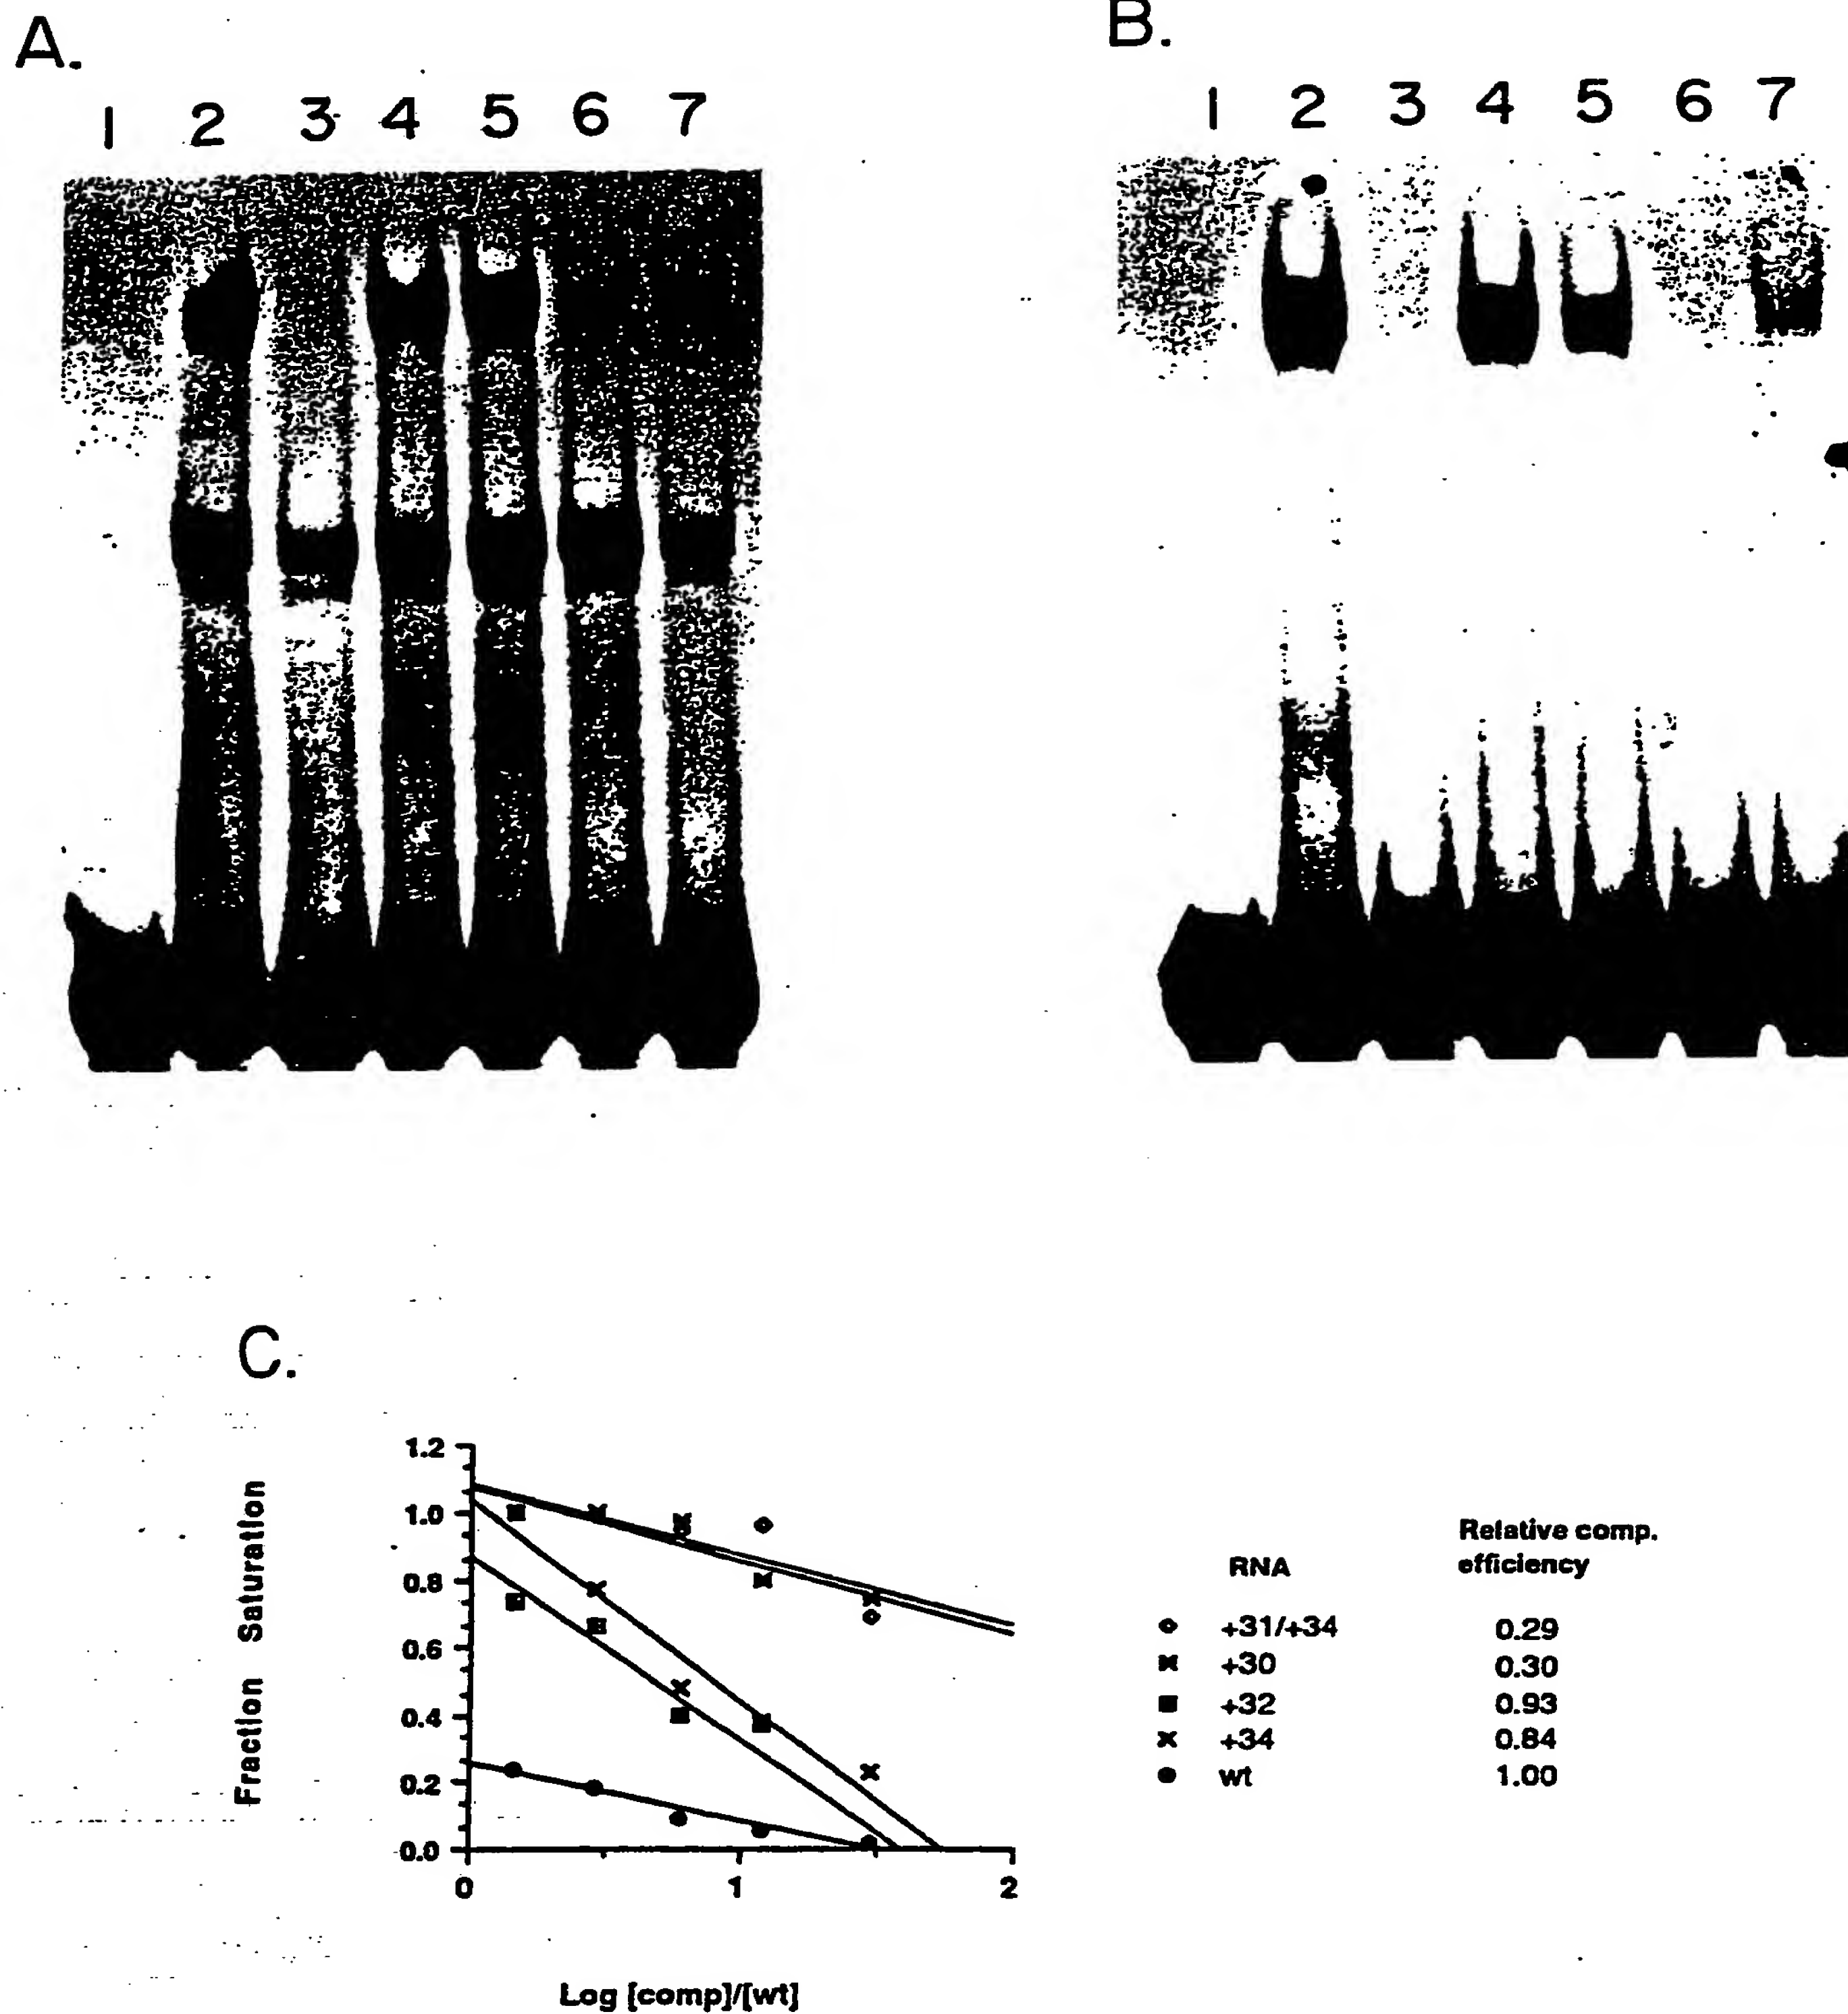 A.
B.
1 2 3 4 5 6 7
1 2 3 4 5 6 7
C.
1.2
1.0
0.8
0.6
0.4
0.2
0.0
0 1 2
Fraction Saturation
Log [comp]/[wt]
RNA
Relative comp. efficiency
+31/+34 0.29
+30 0.30
+32 0.93
+34 0.84
wt 1.00